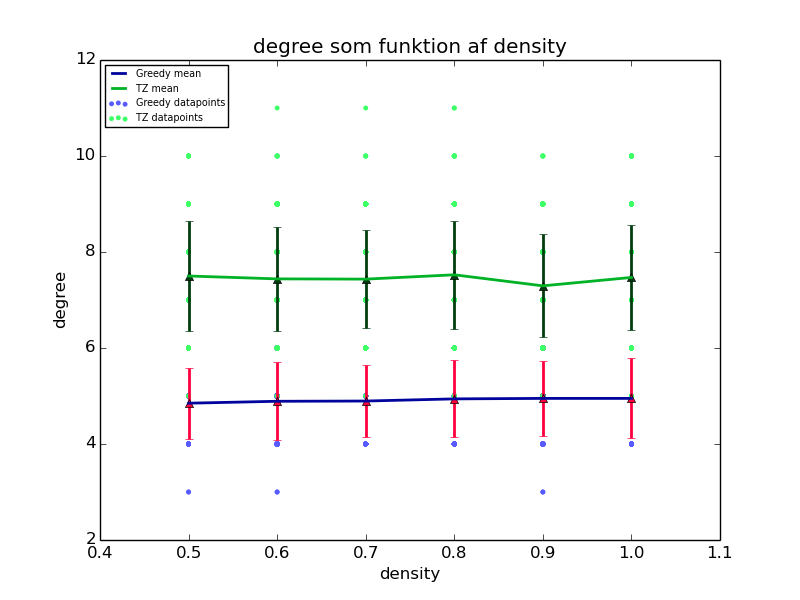 degree som funktion af density
Greedy mean
TZ mean
Greedy datapoints
TZ datapoints
12
10
8
6
4
2
degree
0.4 0.5 0.6 0.7 0.8 0.9 1.0 1.1
density